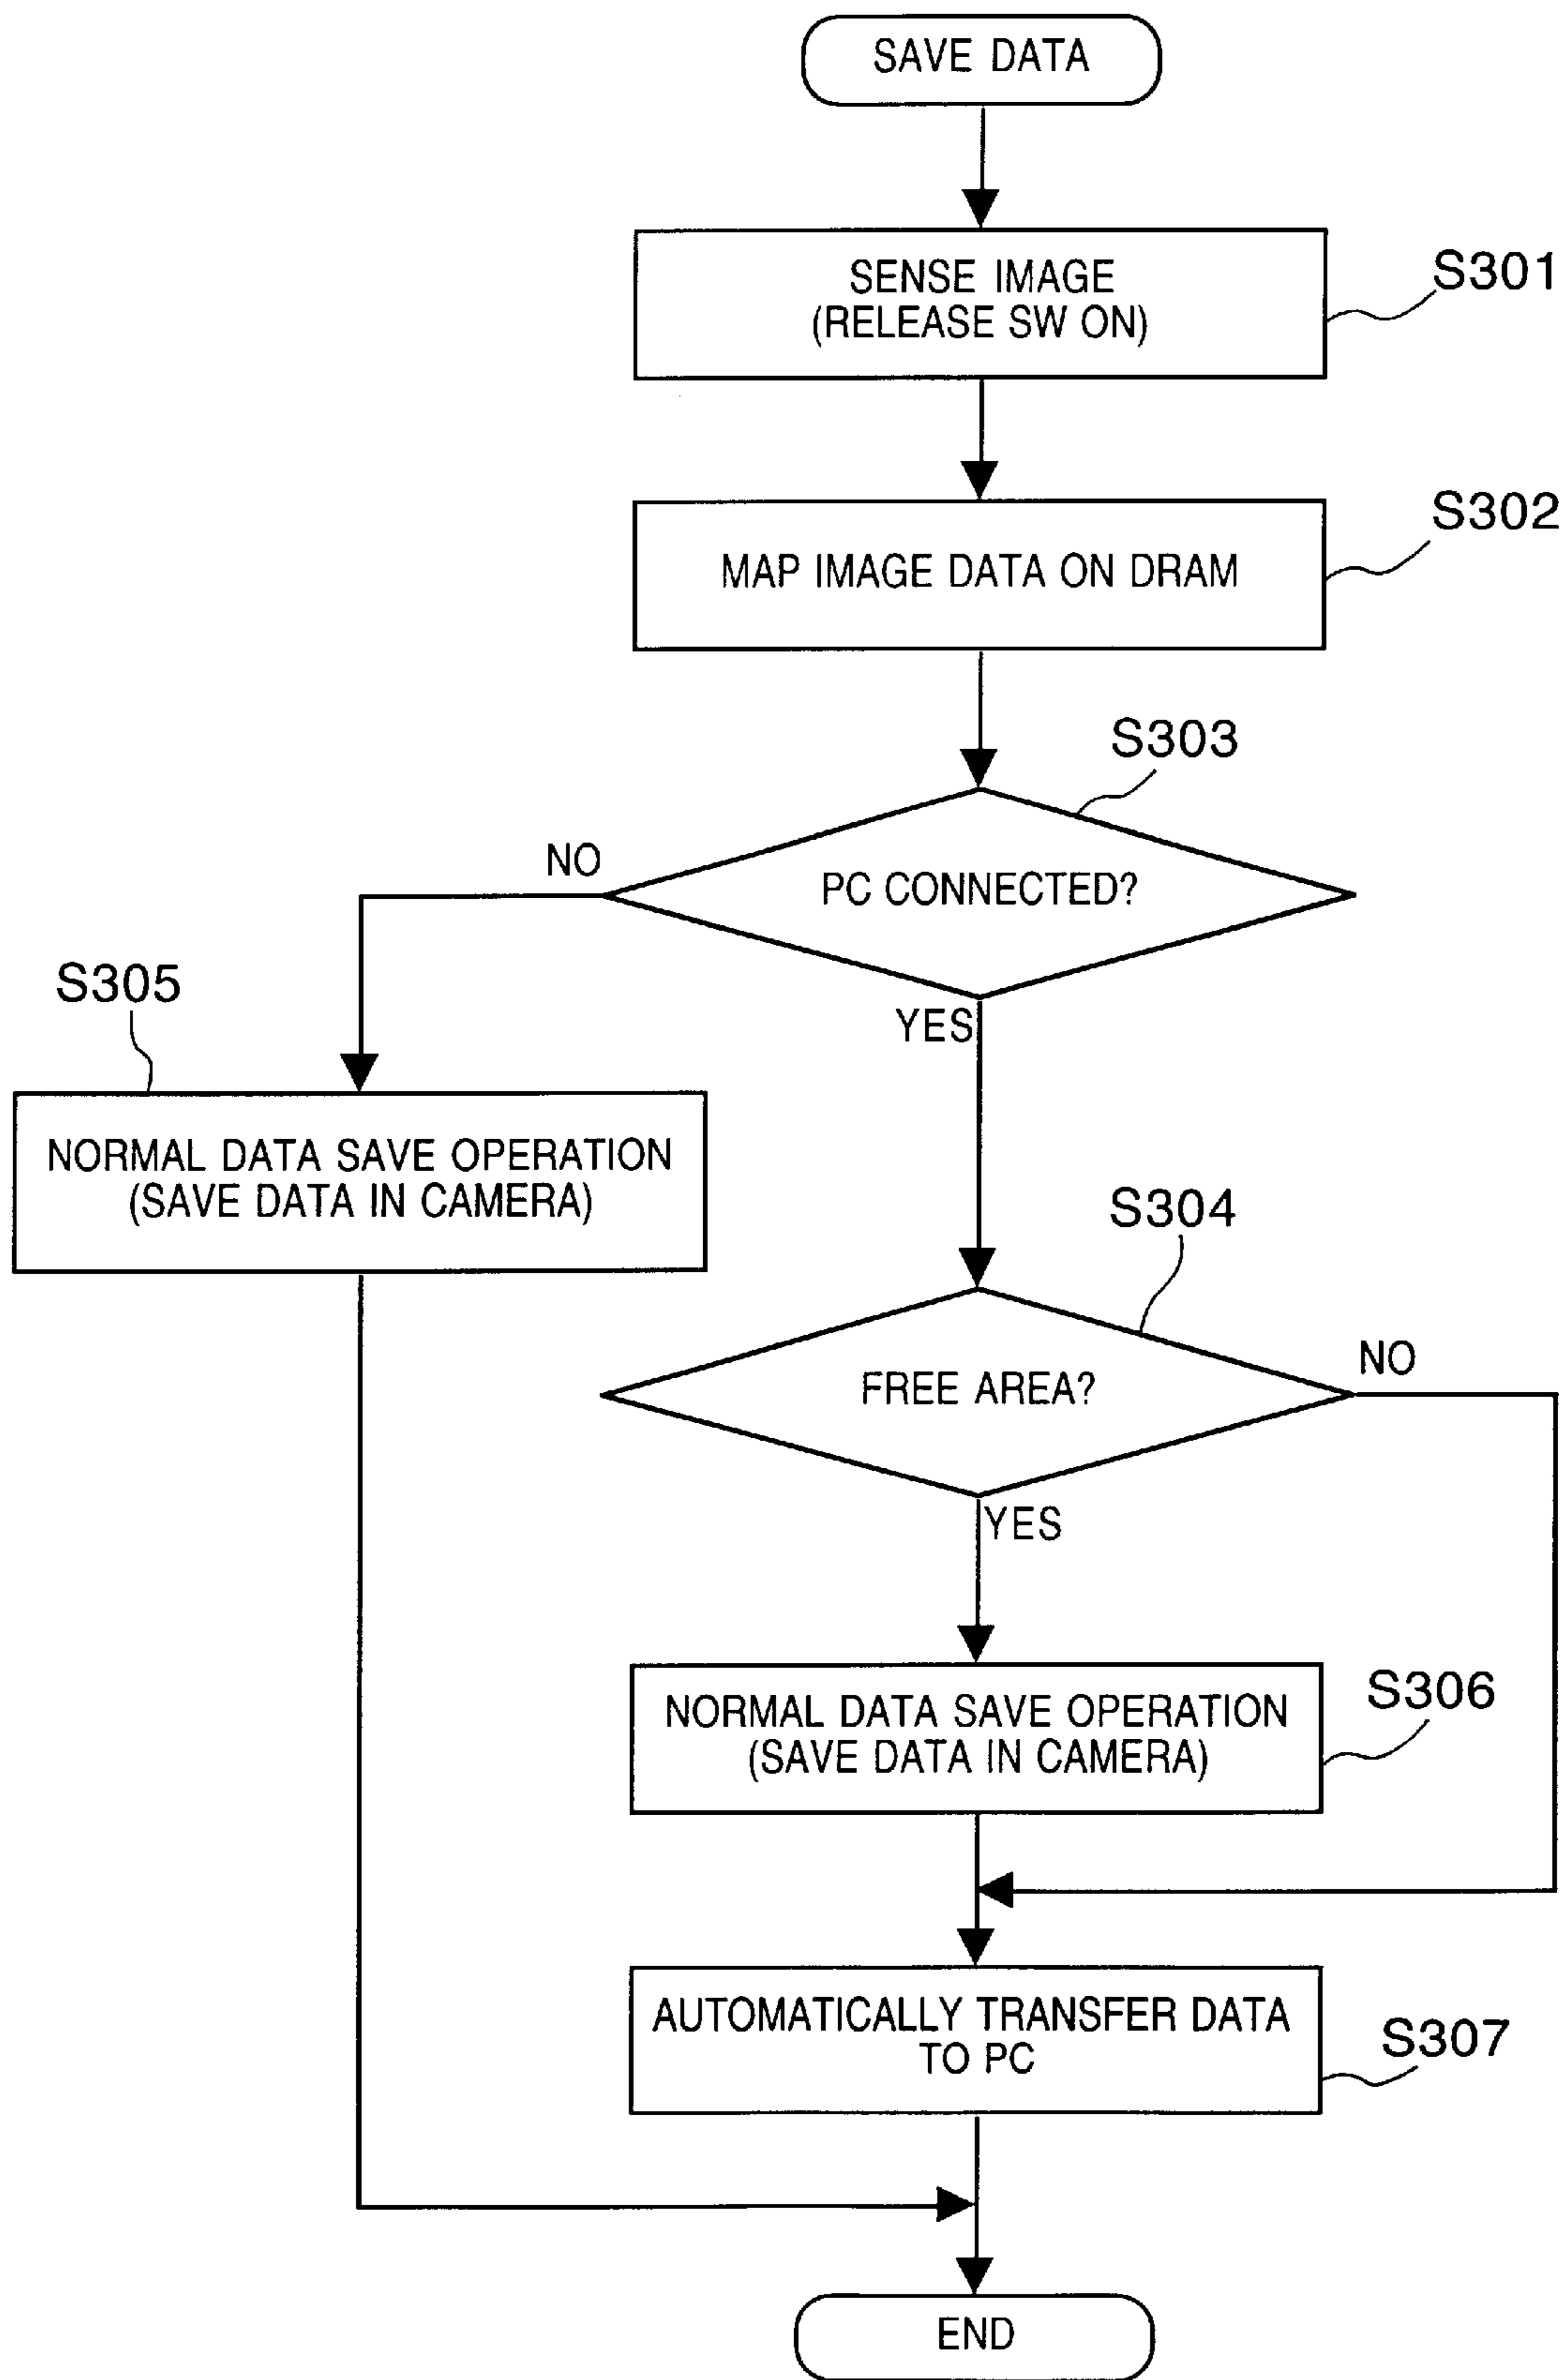 SAVE DATA
SENSE IMAGE
(RELEASE SW ON)
S301
MAP IMAGE DATA ON DRAM
S302
S303
PC CONNECTED?
NO
YES
S305
NORMAL DATA SAVE OPERATION
(SAVE DATA IN CAMERA)
S304
FREE AREA?
NO
YES
NORMAL DATA SAVE OPERATION
(SAVE DATA IN CAMERA)
S306
AUTOMATICALLY TRANSFER DATA
TO PC
S307
END